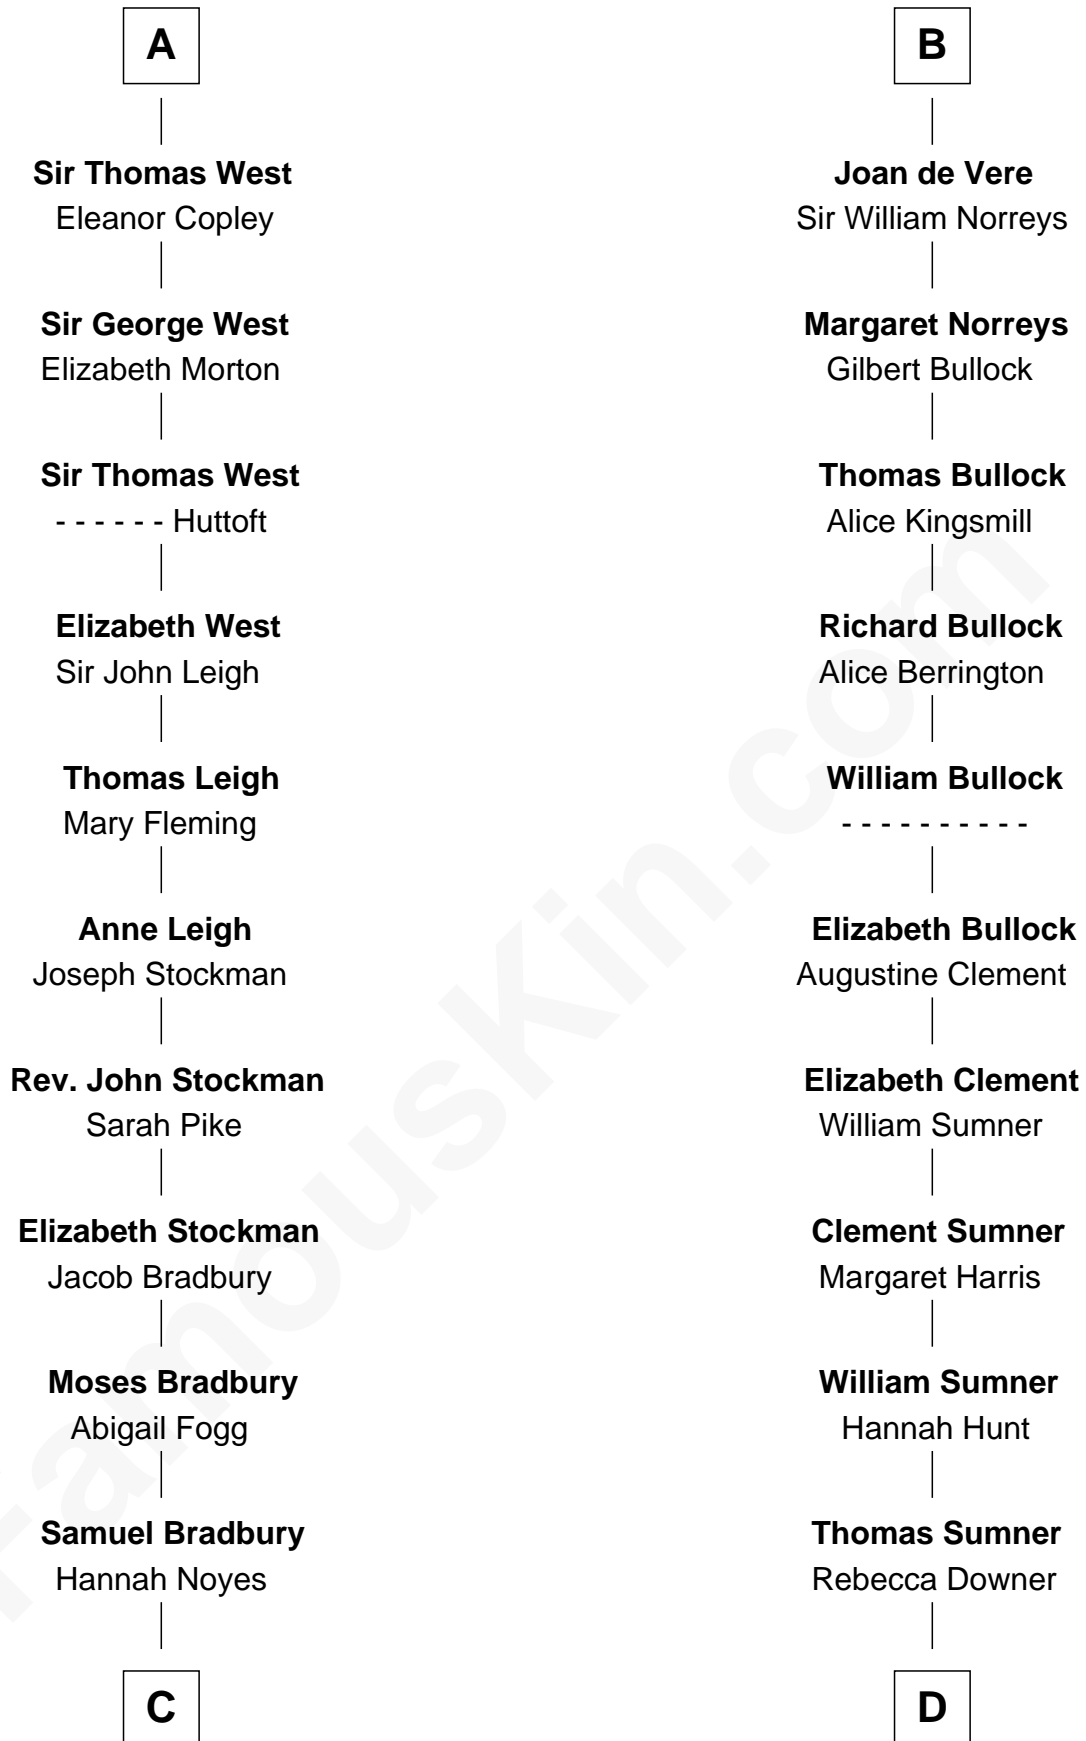 A
Sir Thomas West
Eleanor Copley
Sir George West
Elizabeth Morton
Sir Thomas West
- - - - - - Huttoft
Elizabeth West
Sir John Leigh
Thomas Leigh
Mary Fleming
Anne Leigh
Joseph Stockman
Rev. John Stockman
Sarah Pike
Elizabeth Stockman
Jacob Bradbury
Moses Bradbury
Abigail Fogg
Samuel Bradbury
Hannah Noyes
C
B
Joan de Vere
Sir William Norreys
Margaret Norreys
Gilbert Bullock
Thomas Bullock
Alice Kingsmill
Richard Bullock
Alice Berrington
William Bullock
- - - - - - - - - -
Elizabeth Bullock
Augustine Clement
Elizabeth Clement
William Sumner
Clement Sumner
Margaret Harris
William Sumner
Hannah Hunt
Thomas Sumner
Rebecca Downer
D
FamousKin.com